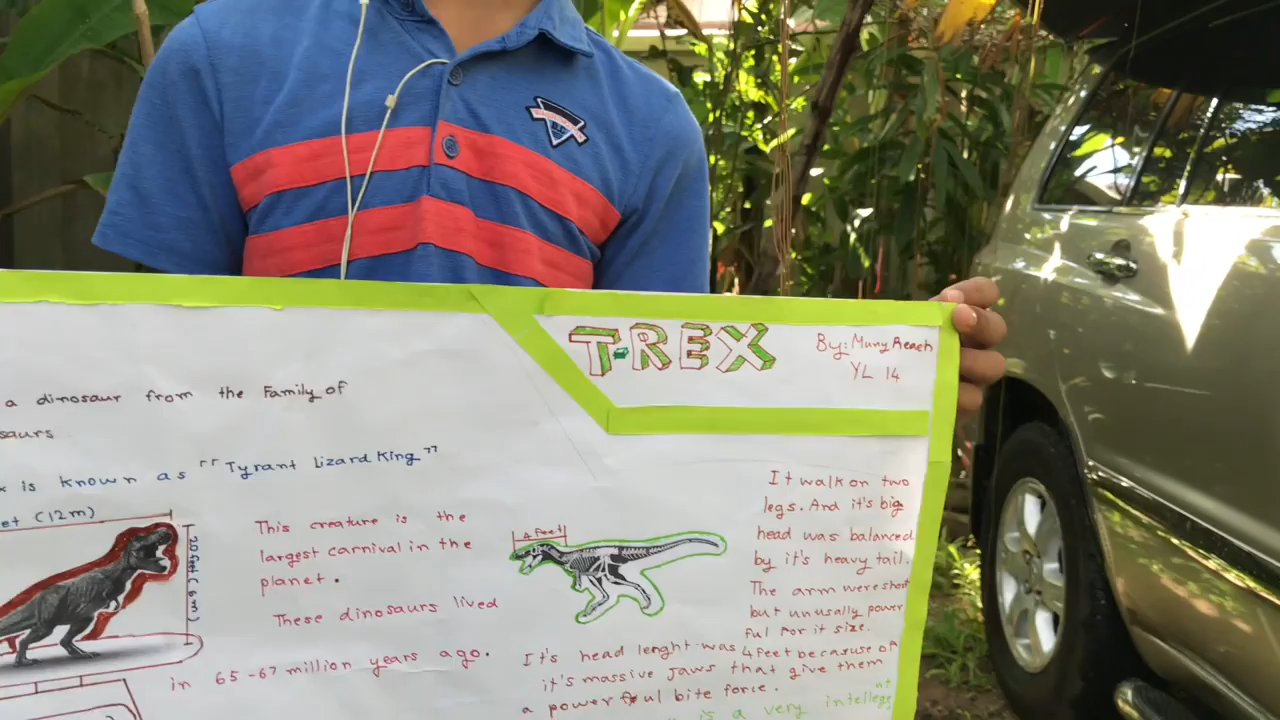 T-REX
By: Muny Reach
YL 14
a dinosaur from the Family of
saurs
x is known as "Tyrant Lizard King"
et (12m)
20 feet (6m)
This creature is the
largest carnival in the
planet.
These dinosaurs lived
in 65-67 million years ago.
4 feet
It walk on two
legs. And it's big
head was balanced
by it's heavy tail.
The arm were short
but unusally power
ful for it size.
It's head lenght was 4 feet becasuse of
it's massive jaws that give them
a powerful bite force.
is a very intellege
nt